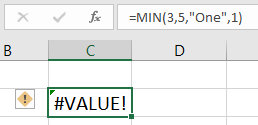 fx =MIN(3,5,"One",1)
B C D
#VALUE!